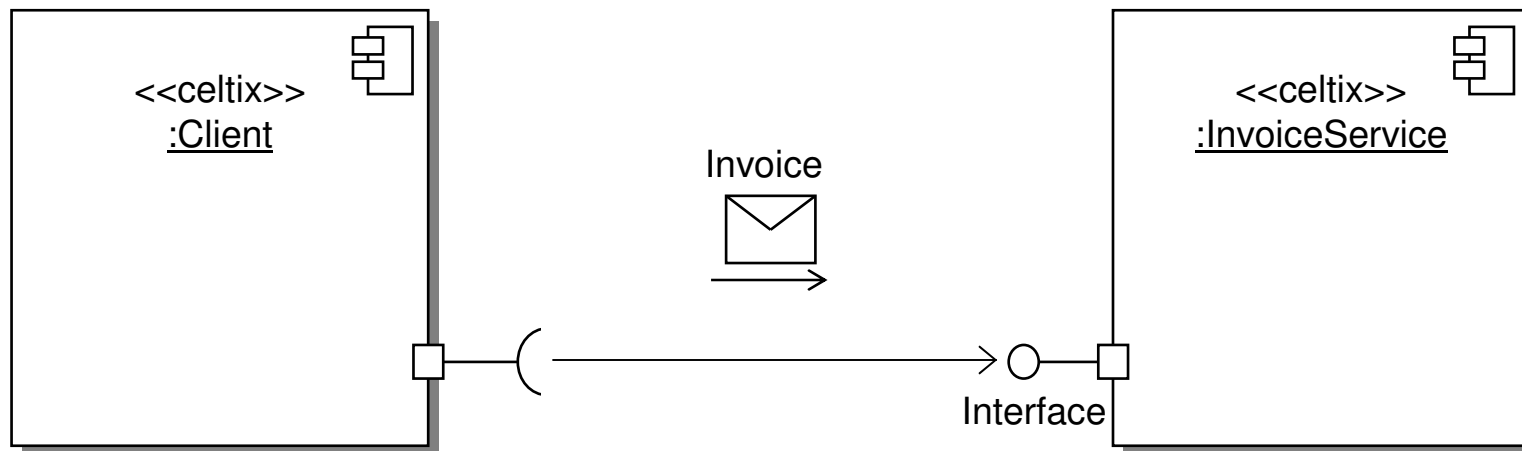 <<celtix>>
:Client
Invoice
<<celtix>>
:InvoiceService
Interface